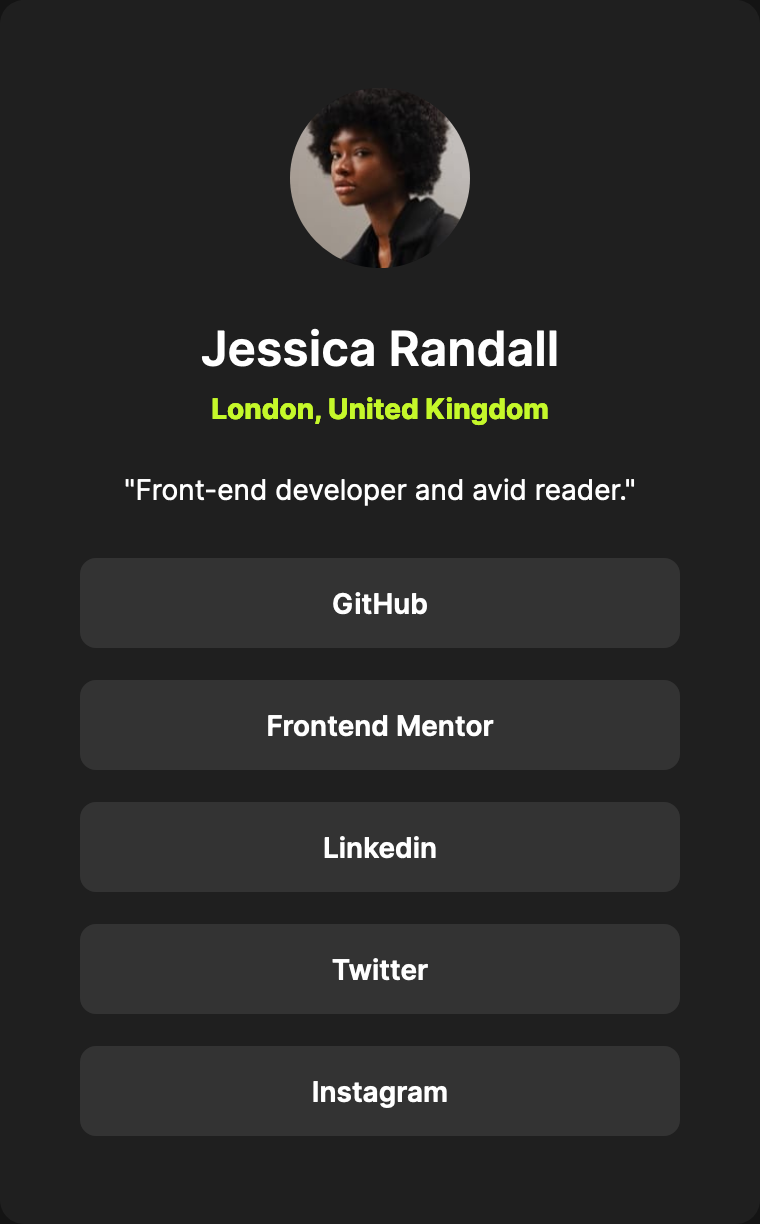 Jessica Randall
London, United Kingdom
"Front-end developer and avid reader."
GitHub
Frontend Mentor
Linkedin
Twitter
Instagram